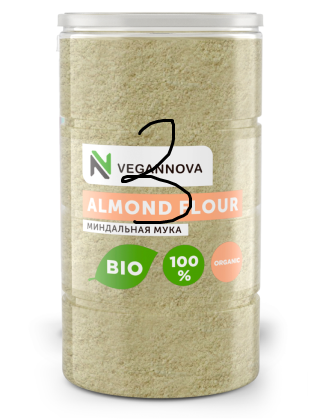 3
VEGANNOVA
ALMOND FLOUR
МИНДАЛЬНАЯ МУКА
BIO
100
%
ORGANIC